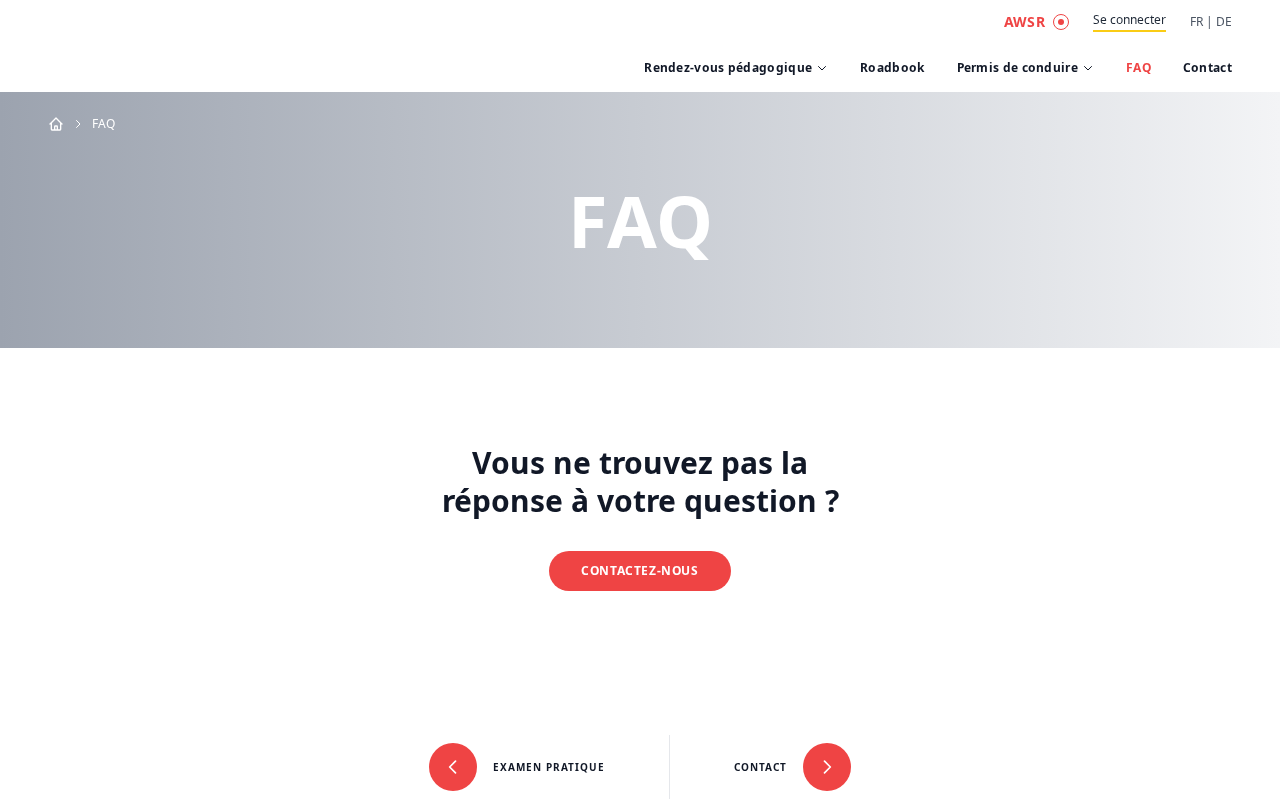 AWSR
Se connecter
FR | DE
Rendez-vous pédagogique
Roadbook
Permis de conduire
FAQ
Contact
FAQ
FAQ
Vous ne trouvez pas la
réponse à votre question ?
CONTACTEZ-NOUS
EXAMEN PRATIQUE
CONTACT